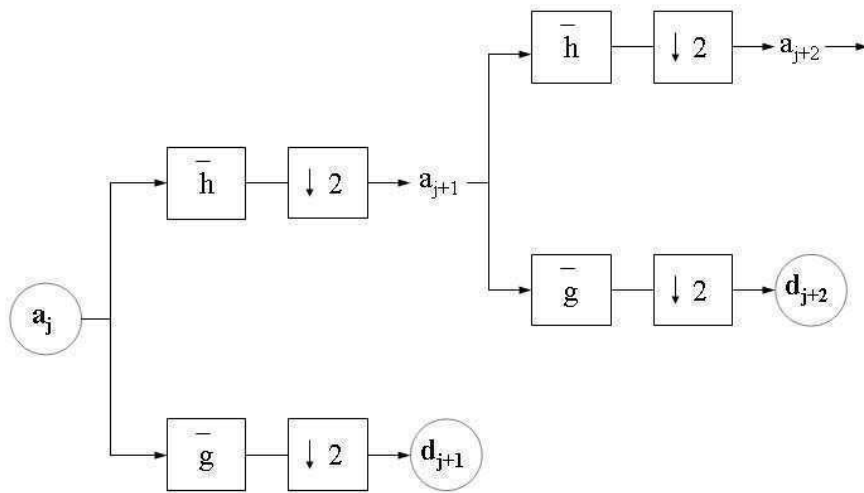 h̄ ↓ 2 a_{j+2}
h̄ ↓ 2 a_{j+1}
ḡ ↓ 2 d_{j+2}
a_j
ḡ ↓ 2 d_{j+1}